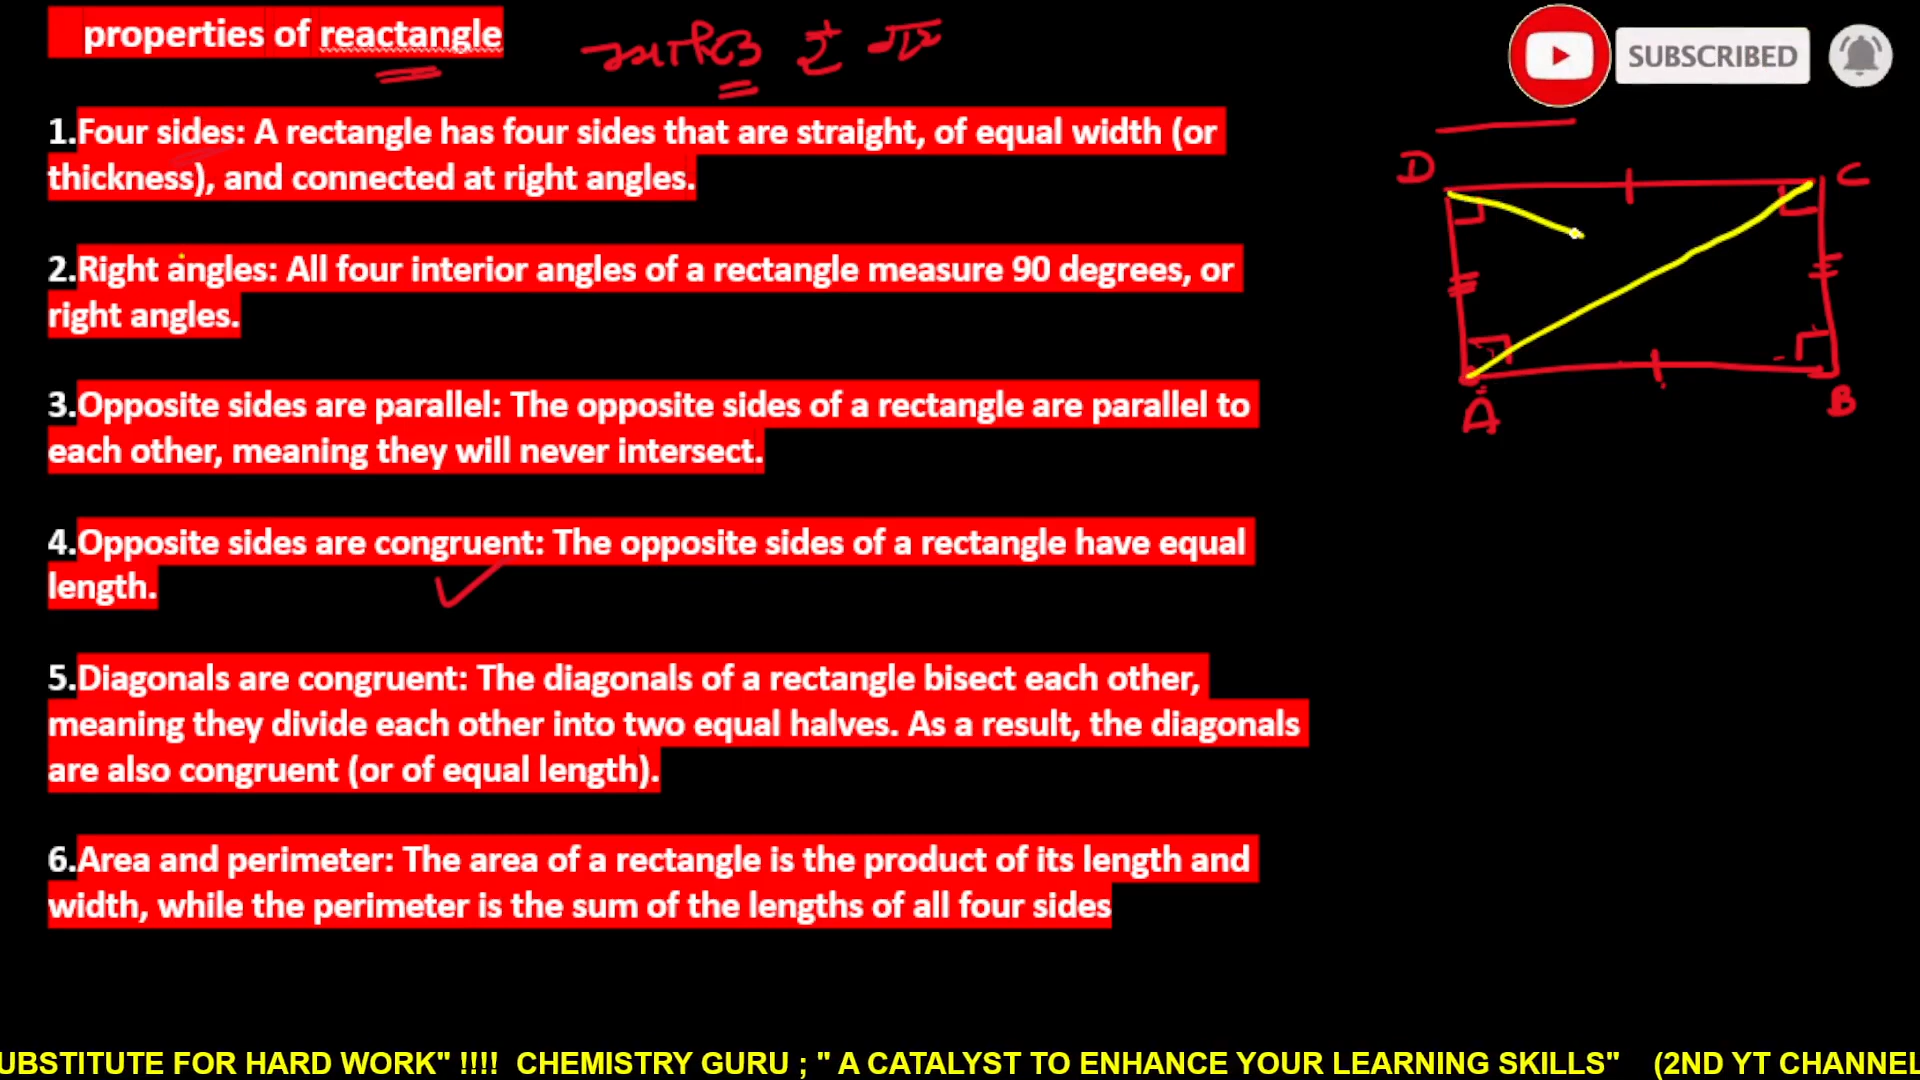 properties of reactangle
SUBSCRIBED
1.Four sides: A rectangle has four sides that are straight, of equal width (or
thickness), and connected at right angles.
D
C
2.Right angles: All four interior angles of a rectangle measure 90 degrees, or
right angles.
A
B
3.Opposite sides are parallel: The opposite sides of a rectangle are parallel to
each other, meaning they will never intersect.
4.Opposite sides are congruent: The opposite sides of a rectangle have equal
length.
5.Diagonals are congruent: The diagonals of a rectangle bisect each other,
meaning they divide each other into two equal halves. As a result, the diagonals
are also congruent (or of equal length).
6.Area and perimeter: The area of a rectangle is the product of its length and
width, while the perimeter is the sum of the lengths of all four sides
UBSTITUTE FOR HARD WORK" !!!! CHEMISTRY GURU ; " A CATALYST TO ENHANCE YOUR LEARNING SKILLS" (2ND YT CHANNEL